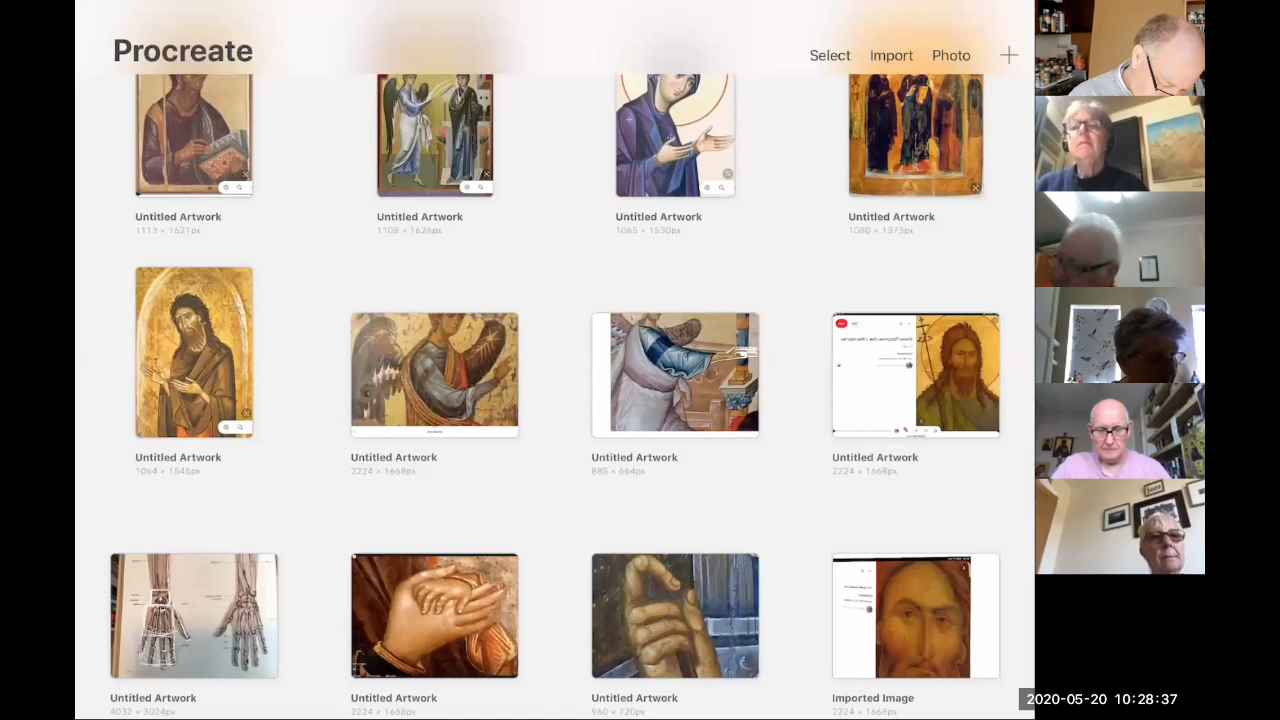 Procreate
Select Import Photo
Untitled Artwork Untitled Artwork Untitled Artwork Untitled Artwork
1113 × 1621px 1108 × 1626px 1065 × 1530px 1080 × 1373px
Untitled Artwork Untitled Artwork Untitled Artwork Untitled Artwork
1064 × 1545px 2224 × 1668px 885 × 664px 2224 × 1668px
Untitled Artwork Untitled Artwork Untitled Artwork Imported Image
4032 × 3024px 2224 × 1668px 960 × 720px 2224 × 1668px
2020-05-20 10:28:37